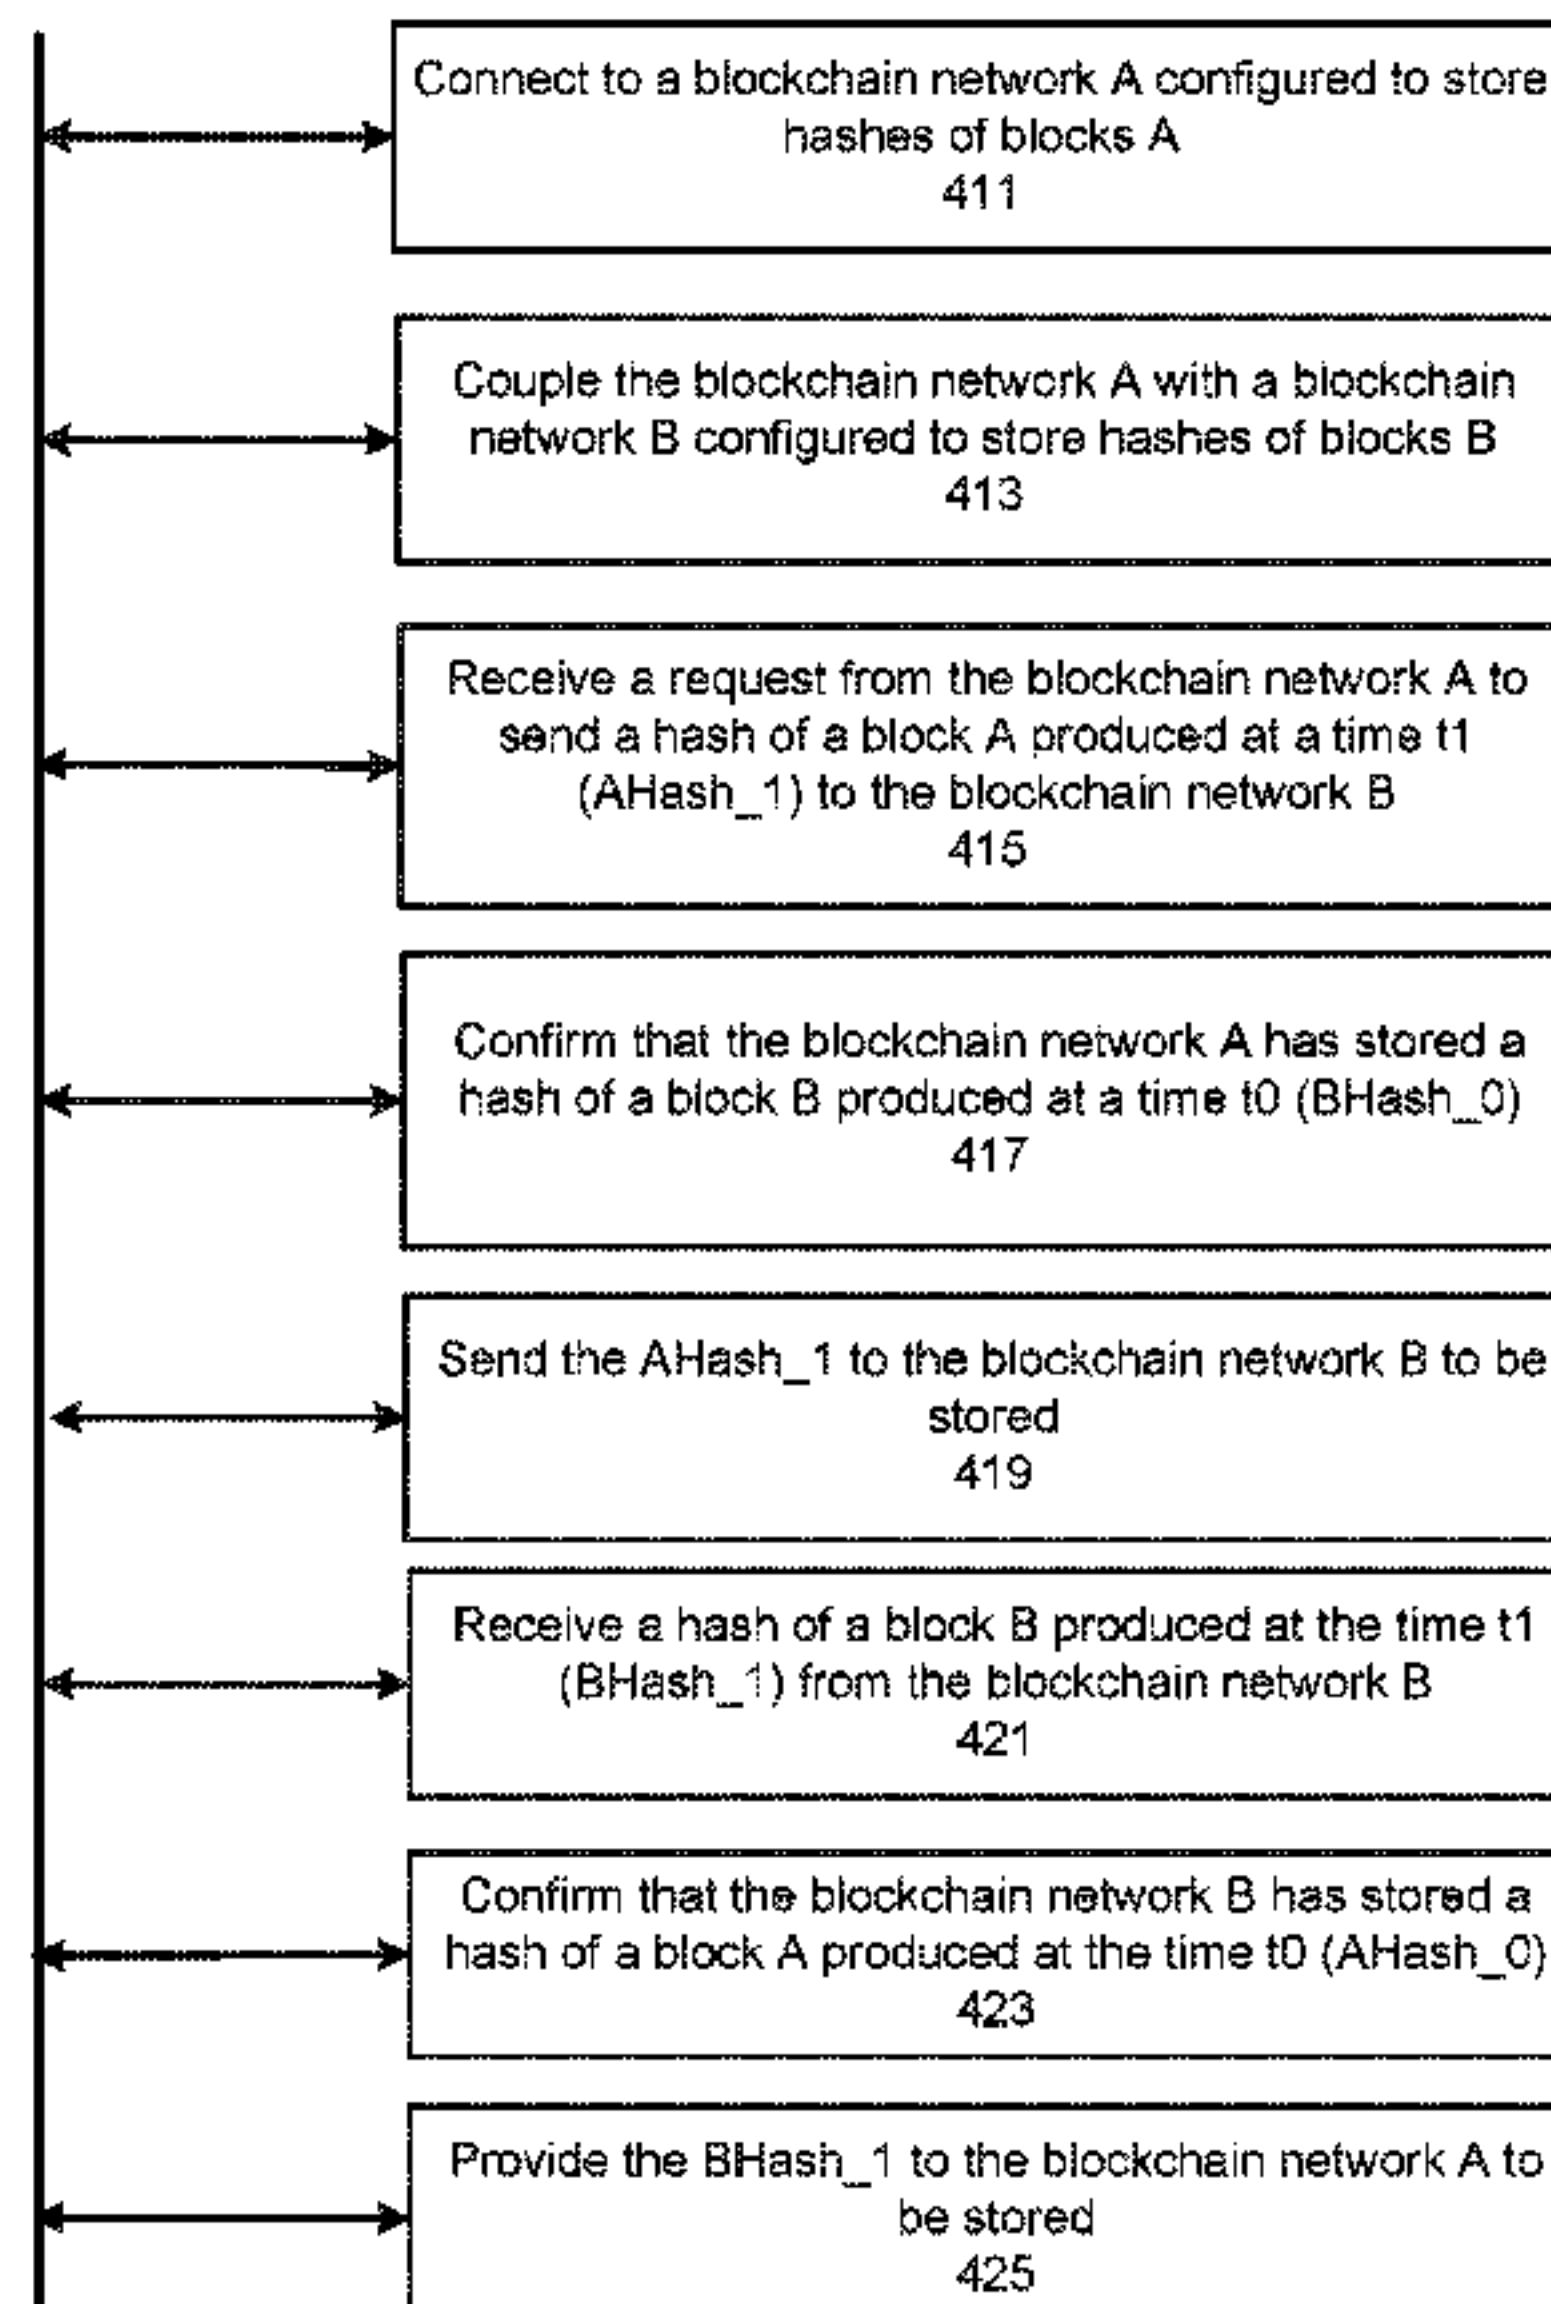 Connect to a blockchain network A configured to store
hashes of blocks A
411
Couple the blockchain network A with a blockchain
network B configured to store hashes of blocks B
413
Receive a request from the blockchain network A to
send a hash of a block A produced at a time t1
(AHash_1) to the blockchain network B
415
Confirm that the blockchain network A has stored a
hash of a block B produced at a time t0 (BHash_0)
417
Send the AHash_1 to the blockchain network B to be
stored
419
Receive a hash of a block B produced at the time t1
(BHash_1) from the blockchain network B
421
Confirm that the blockchain network B has stored a
hash of a block A produced at the time t0 (AHash_0)
423
Provide the BHash_1 to the blockchain network A to
be stored
425